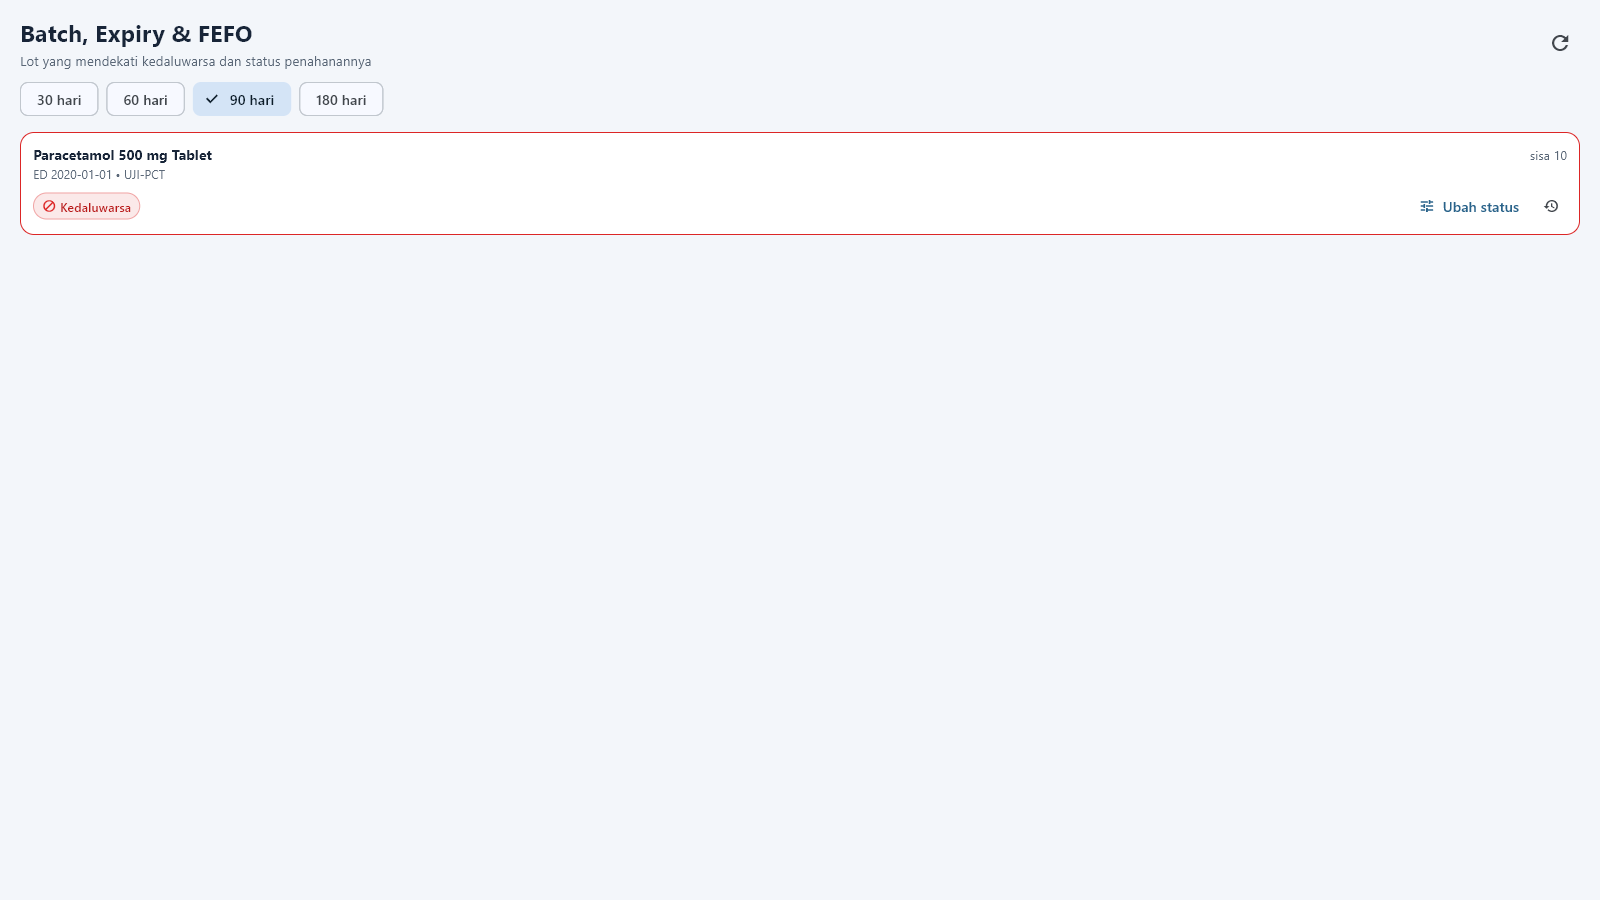 Batch, Expiry & FEFO
Lot yang mendekati kedaluwarsa dan status penahanannya
30 hari
60 hari
90 hari
180 hari
Paracetamol 500 mg Tablet
sisa 10
ED 2020-01-01 • UJI-PCT
Kedaluwarsa
Ubah status